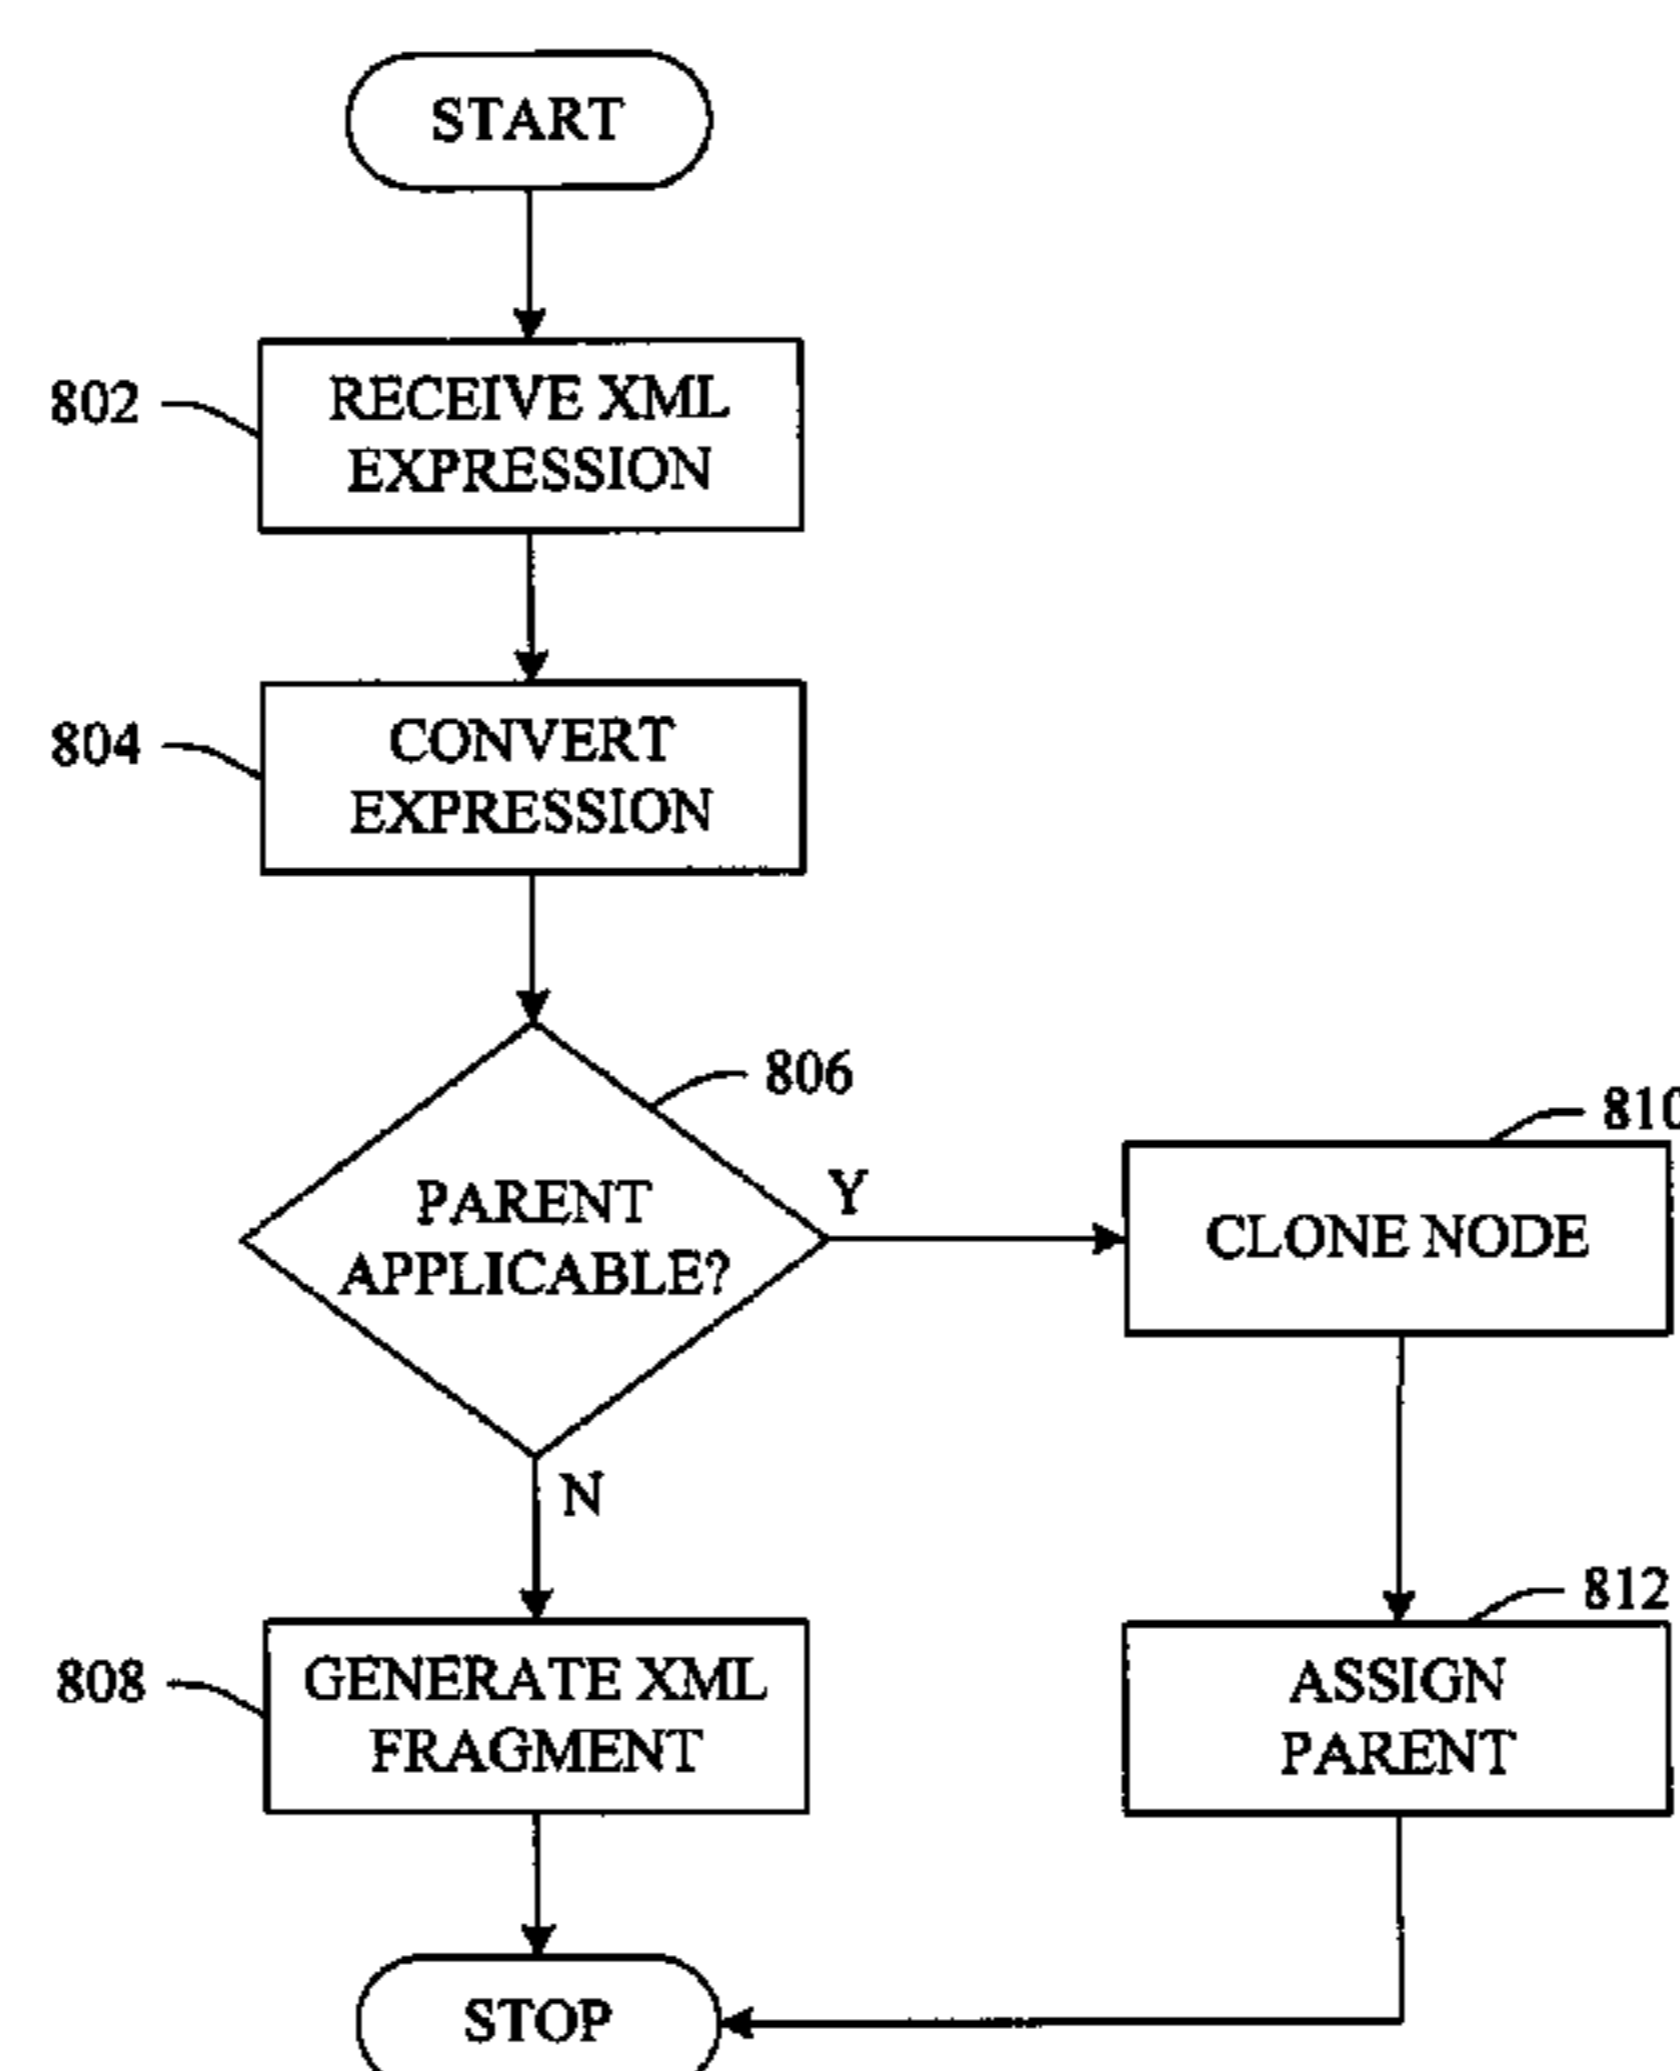 START
802
RECEIVE XML
EXPRESSION
804
CONVERT
EXPRESSION
806
PARENT
APPLICABLE?
Y
810
CLONE NODE
N
808
GENERATE XML
FRAGMENT
812
ASSIGN
PARENT
STOP